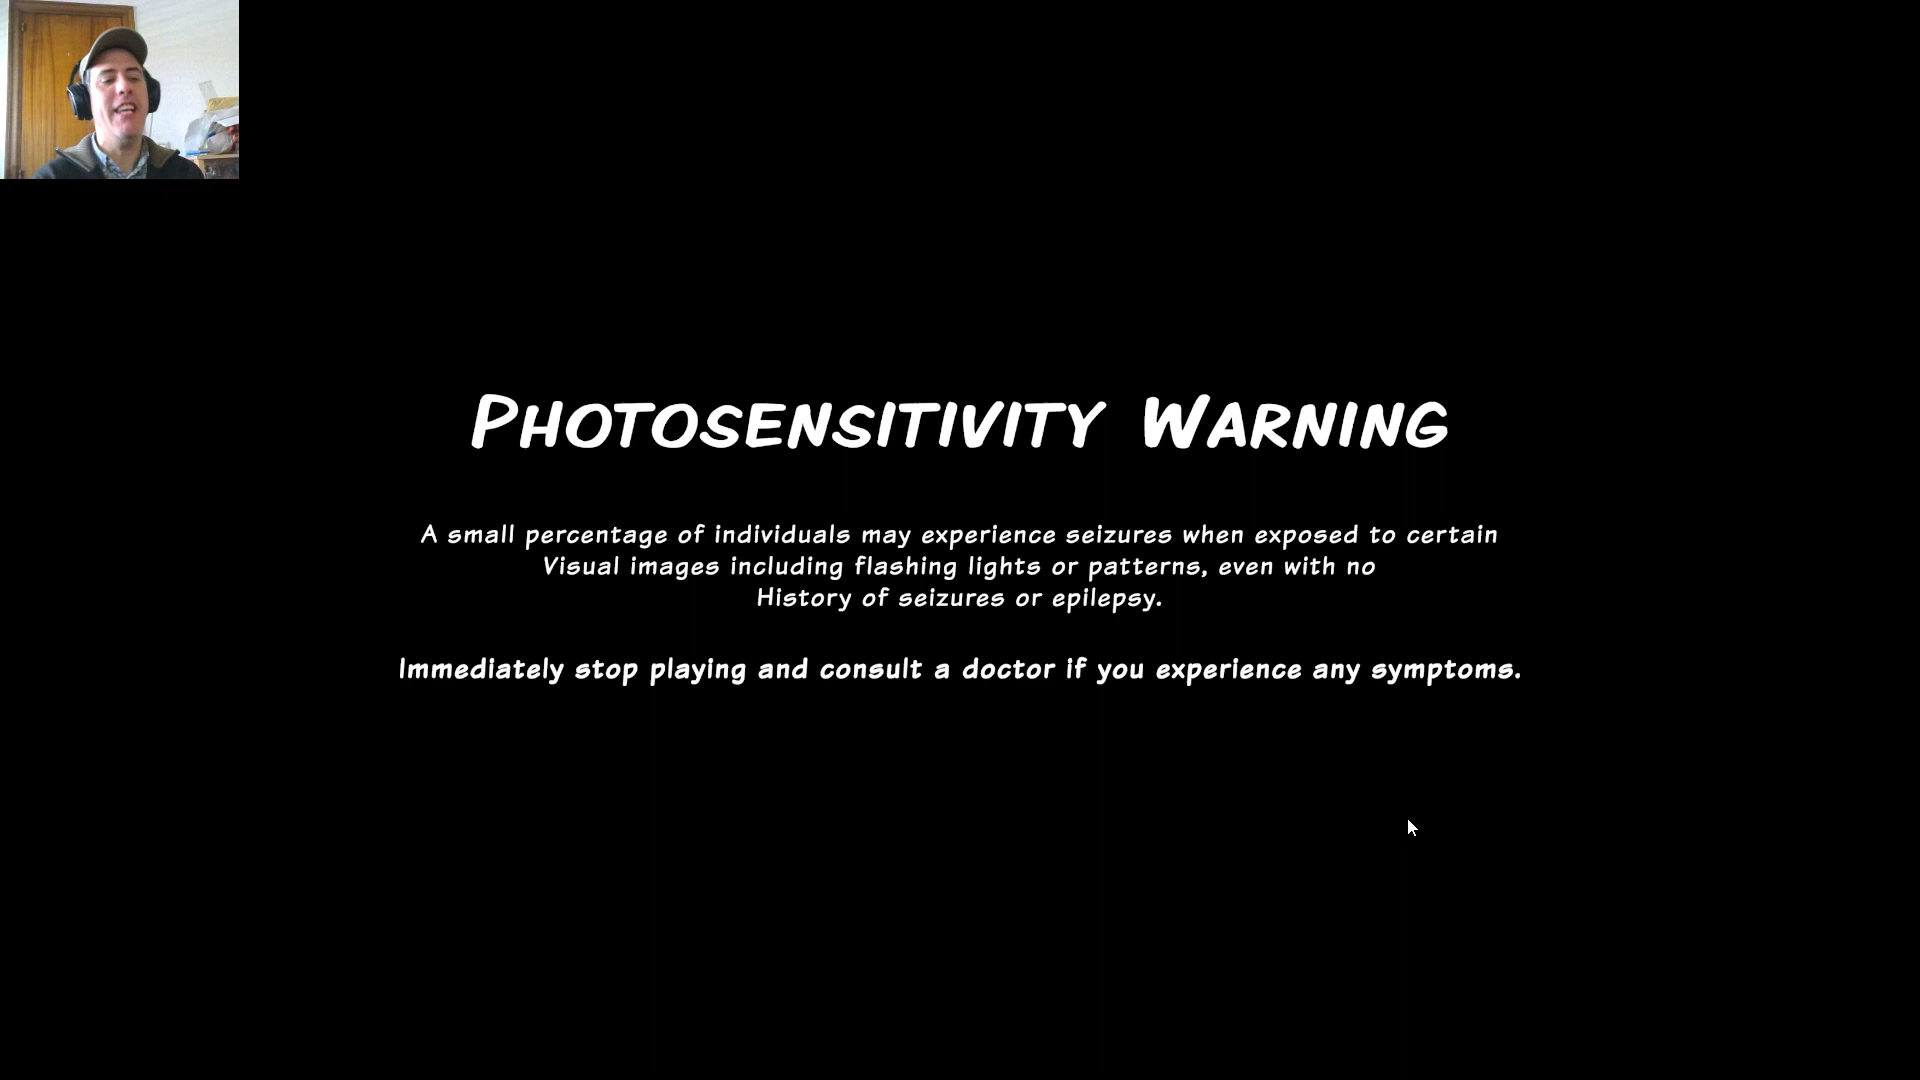 PHOTOSENSITIVITY WARNING
A small percentage of individuals may experience seizures when exposed to certain
Visual images including flashing lights or patterns, even with no
History of seizures or epilepsy.
Immediately stop playing and consult a doctor if you experience any symptoms.